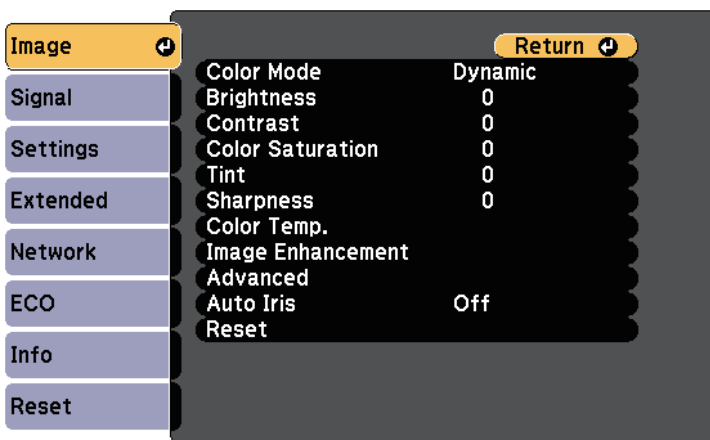 Image
Signal
Settings
Extended
Network
ECO
Info
Reset
Return
Color Mode Dynamic
Brightness 0
Contrast 0
Color Saturation 0
Tint 0
Sharpness 0
Color Temp.
Image Enhancement
Advanced
Auto Iris Off
Reset